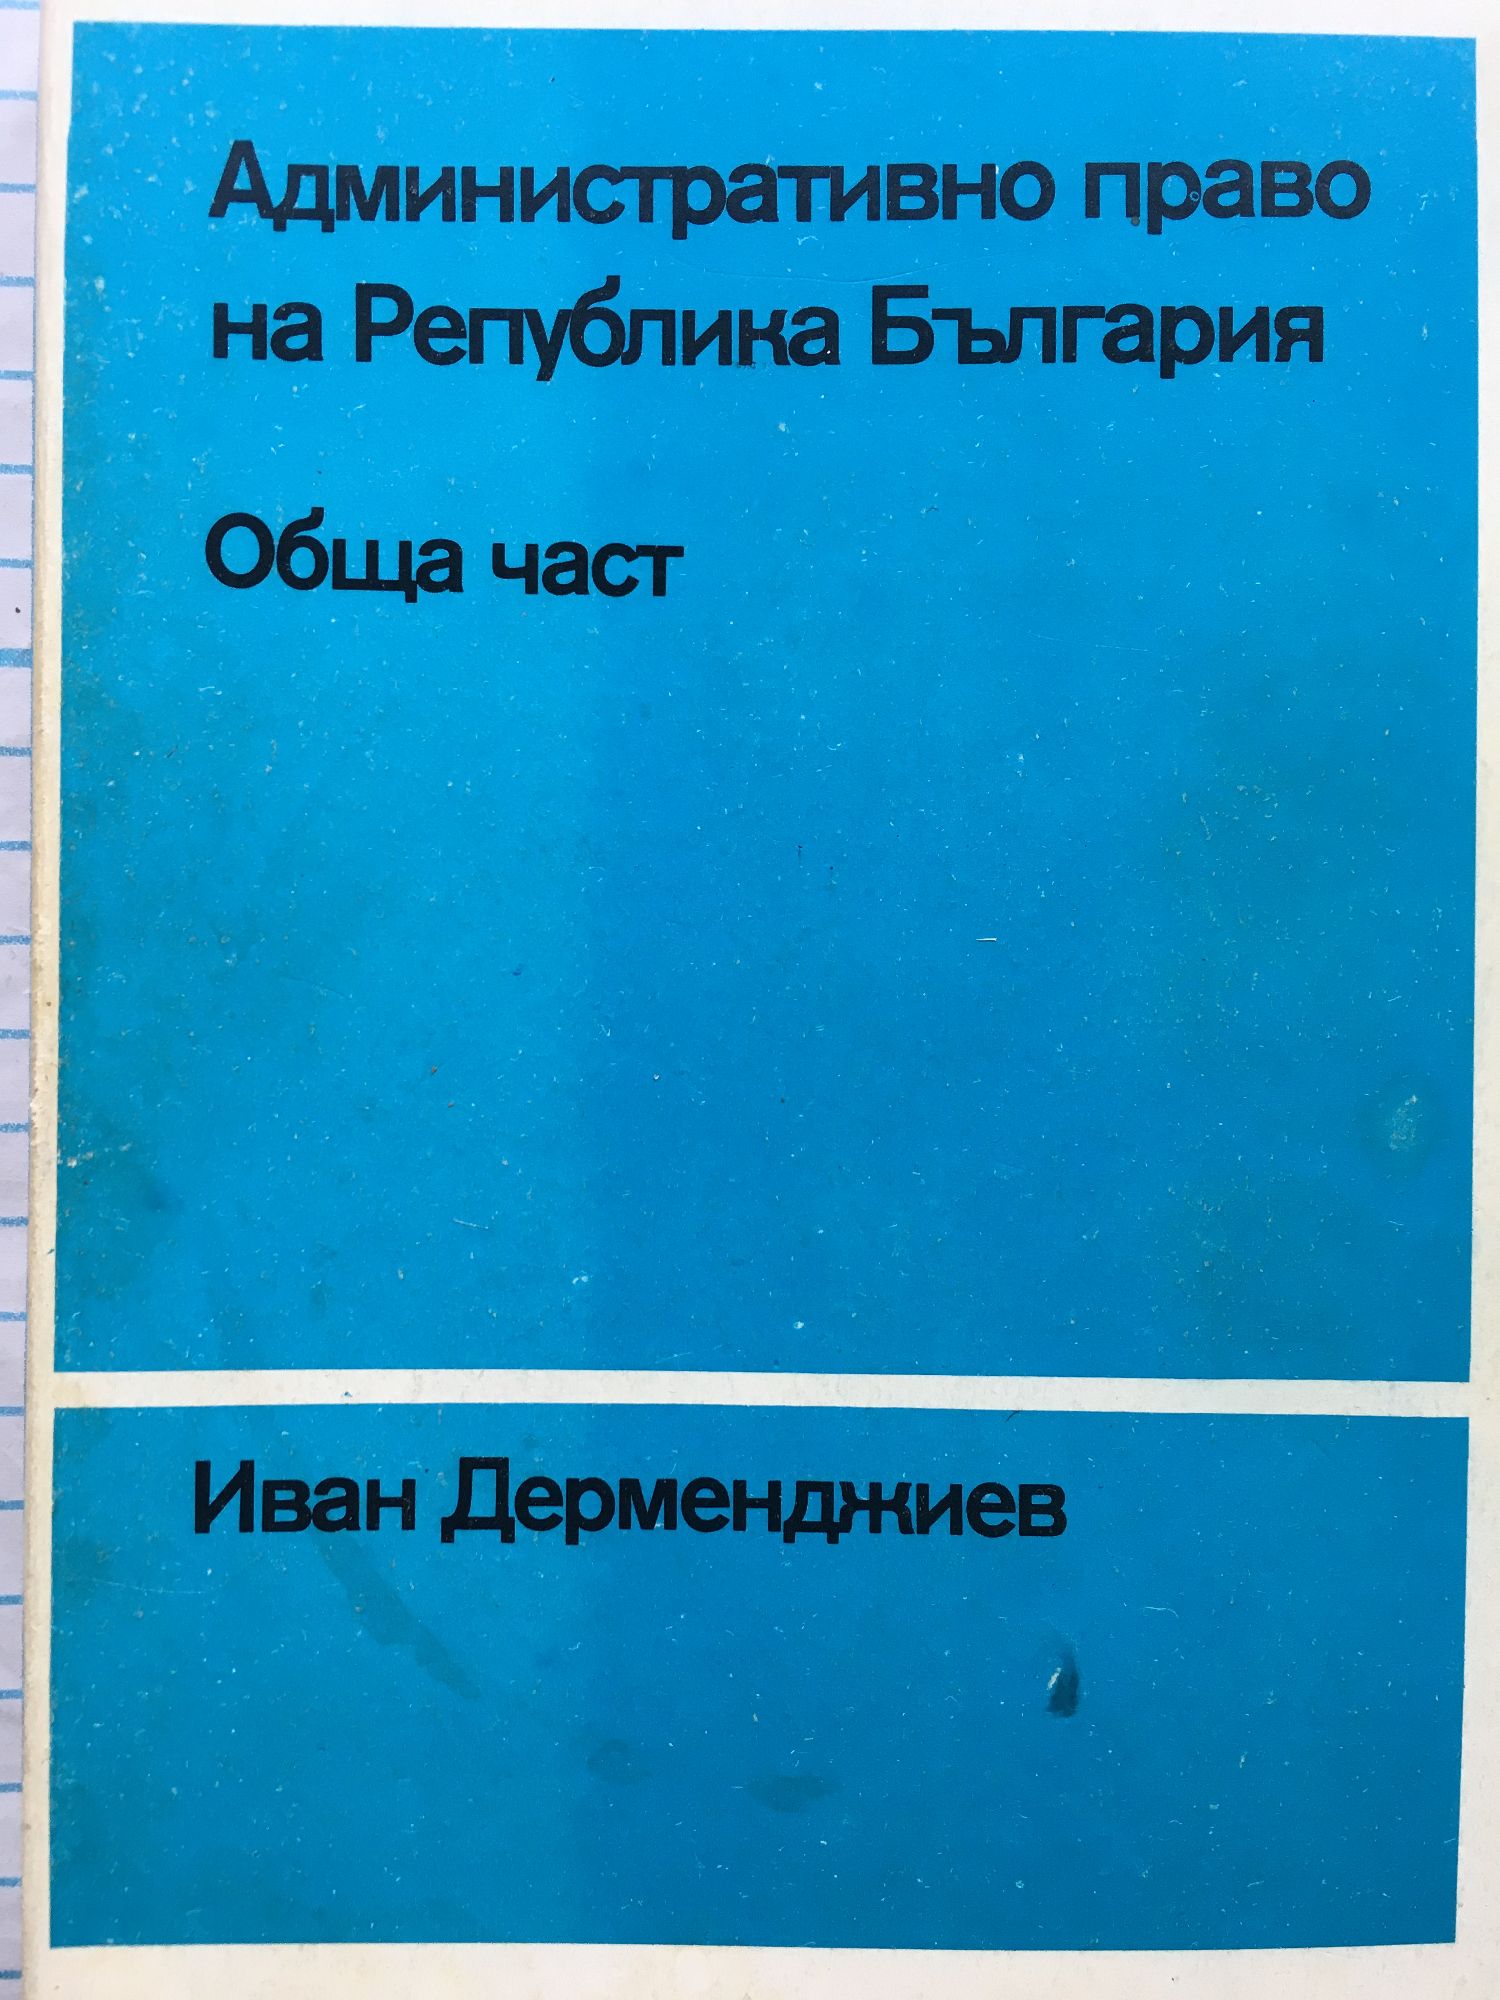 Административно право
на Република България
Обща част
Иван Дерменджиев